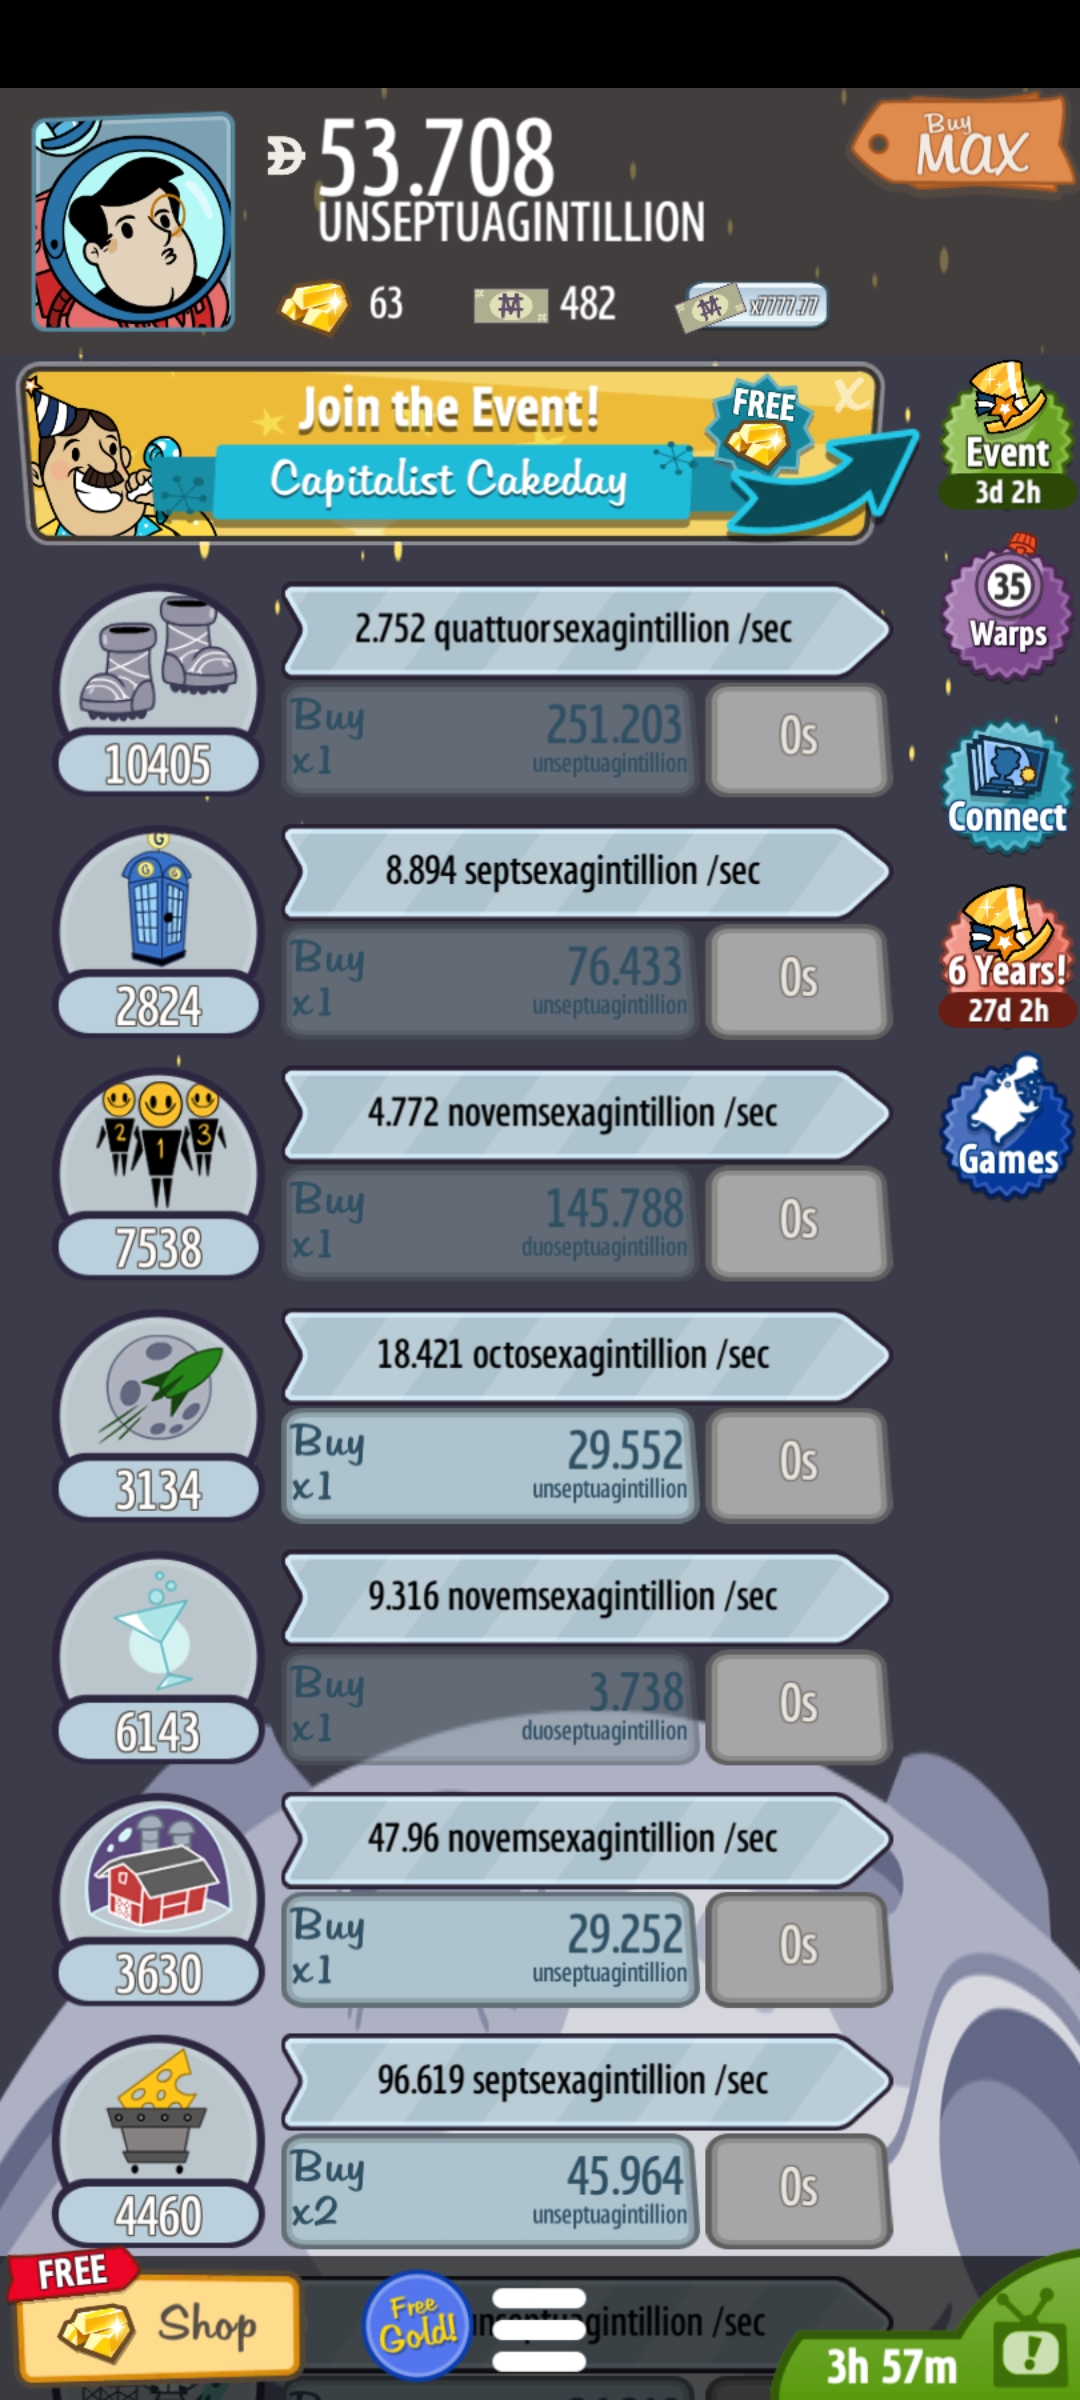 53.708
UNSEPTUAGINTILLION
Buy
Max
63
482
x7777.77
Join the Event!
FREE
X
Capitalist Cakeday
Event
3d 2h
2.752 quattuorsexagintillion /sec
Buy
x1
251.203
unseptuagintillion
0s
10405
35
Warps
Connect
G
G G
8.894 septsexagintillion /sec
Buy
x1
76.433
unseptuagintillion
0s
2824
6 Years!
27d 2h
2 1 3
4.772 novemsexagintillion /sec
Buy
x1
145.788
duoseptuagintillion
0s
7538
Games
18.421 octosexagintillion /sec
Buy
x1
29.552
unseptuagintillion
0s
3134
9.316 novemsexagintillion /sec
Buy
x1
3.738
duoseptuagintillion
0s
6143
47.96 novemsexagintillion /sec
Buy
x1
29.252
unseptuagintillion
0s
3630
96.619 septsexagintillion /sec
Buy
x2
45.964
unseptuagintillion
0s
4460
FREE
Shop
Free
Gold!
/sec
3h 57m
!